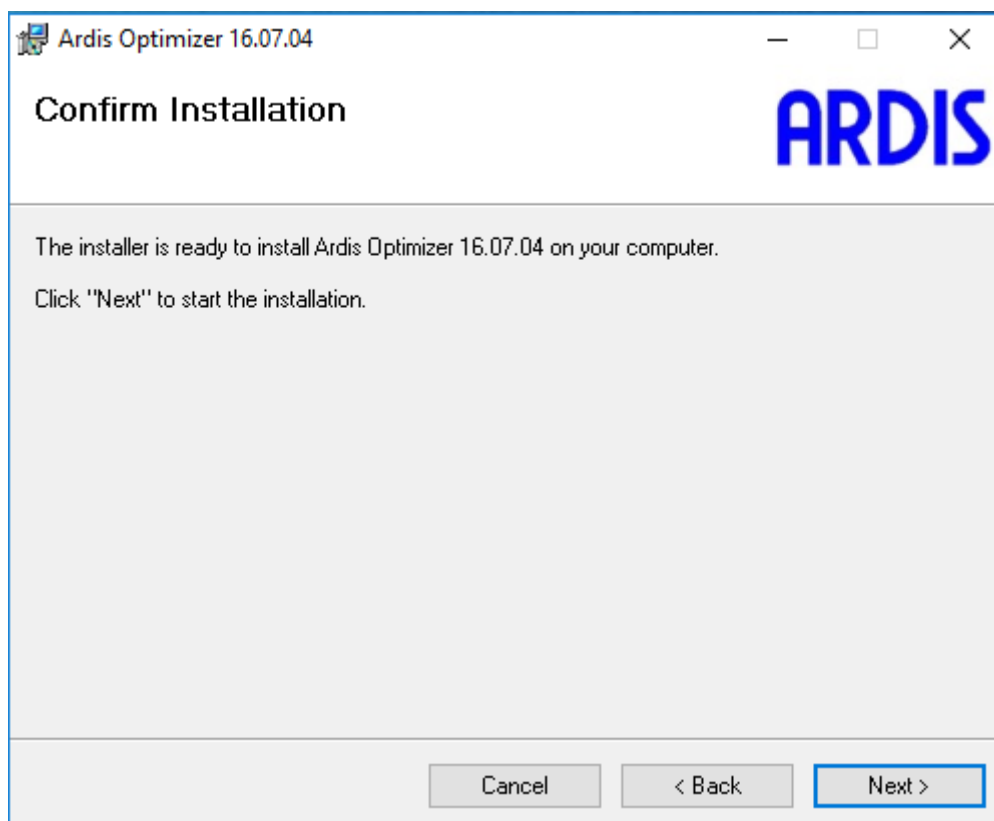 Ardis Optimizer 16.07.04
Confirm Installation
ARDIS
The installer is ready to install Ardis Optimizer 16.07.04 on your computer.
Click "Next" to start the installation.
Cancel
< Back
Next >